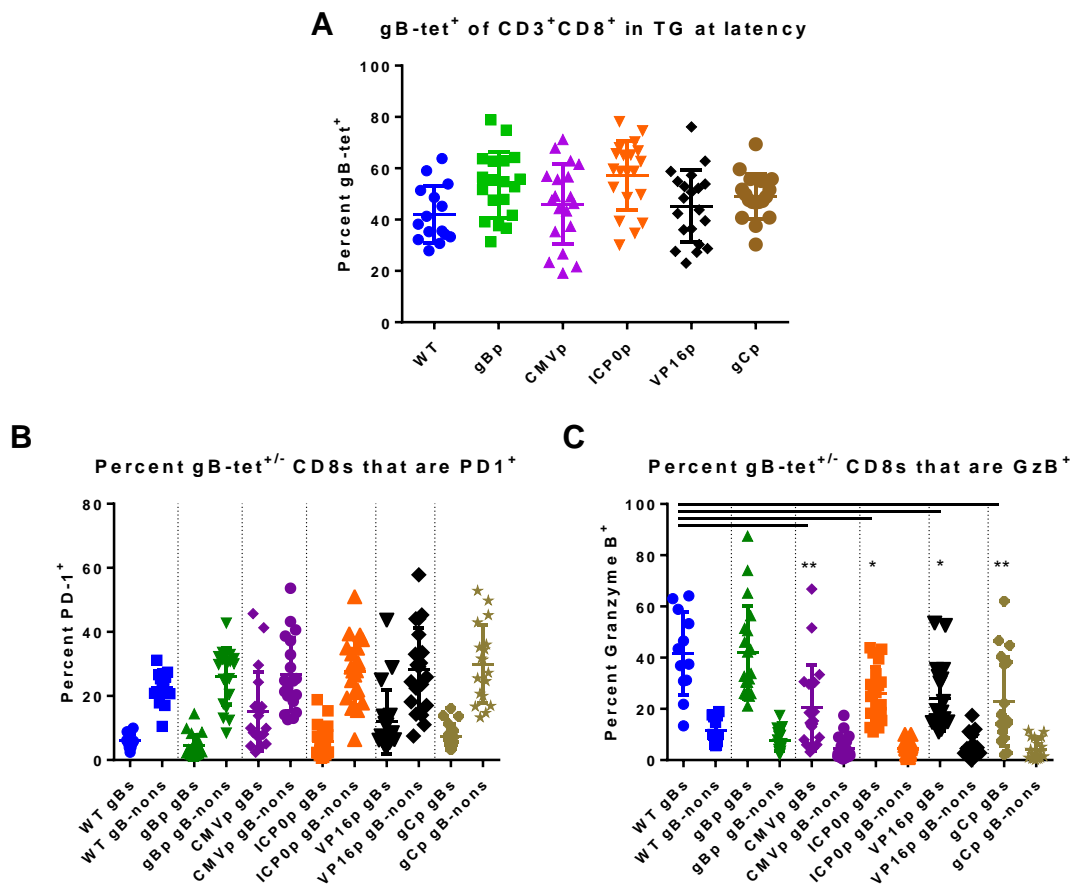 A gB-tet⁺ of CD3⁺CD8⁺ in TG at latency
Percent gB-tet⁺
100
80
60
40
20
0
WT
gBp
CMVp
ICP0p
VP16p
gCp
B
Percent gB-tet⁺/⁻ CD8s that are PD1⁺
Percent PD-1⁺
80
60
40
20
0
WT gBs
WT gB-nons
gBp gBs
gBp gB-nons
CMVp gBs
CMVp gB-nons
ICP0p gBs
ICP0p gB-nons
VP16p gBs
VP16p gB-nons
gCp gBs
gCp gB-nons
C
Percent gB-tet⁺/⁻ CD8s that are GzB⁺
Percent Granzyme B⁺
100
80
60
40
20
0
** * * **
WT gBs
WT gB-nons
gBp gBs
gBp gB-nons
CMVp gBs
CMVp gB-nons
ICP0p gBs
ICP0p gB-nons
VP16p gBs
VP16p gB-nons
gCp gBs
gCp gB-nons